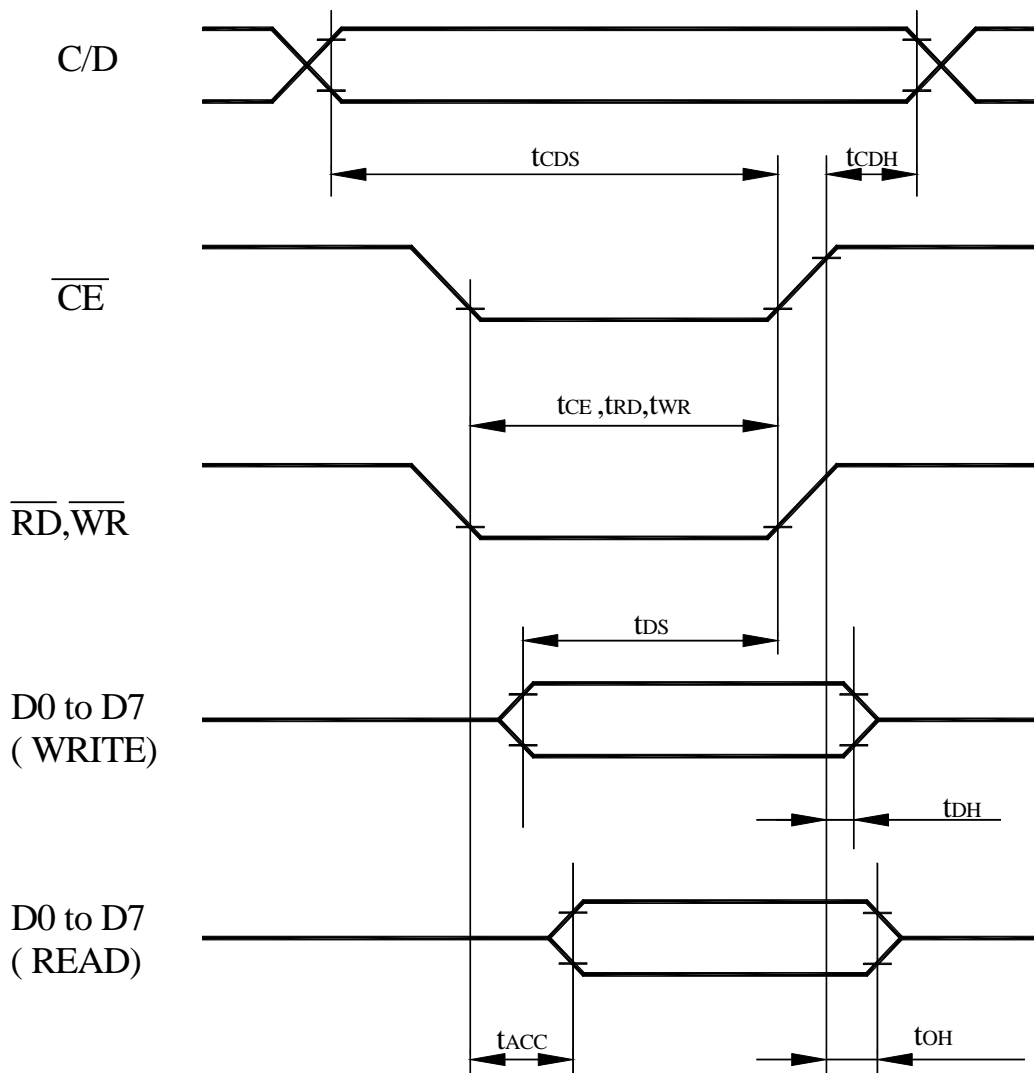 C/D
tCDS
tCDH
CE
tCE ,tRD,tWR
RD,WR
tDS
D0 to D7
( WRITE)
tDH
D0 to D7
( READ)
tACC
tOH